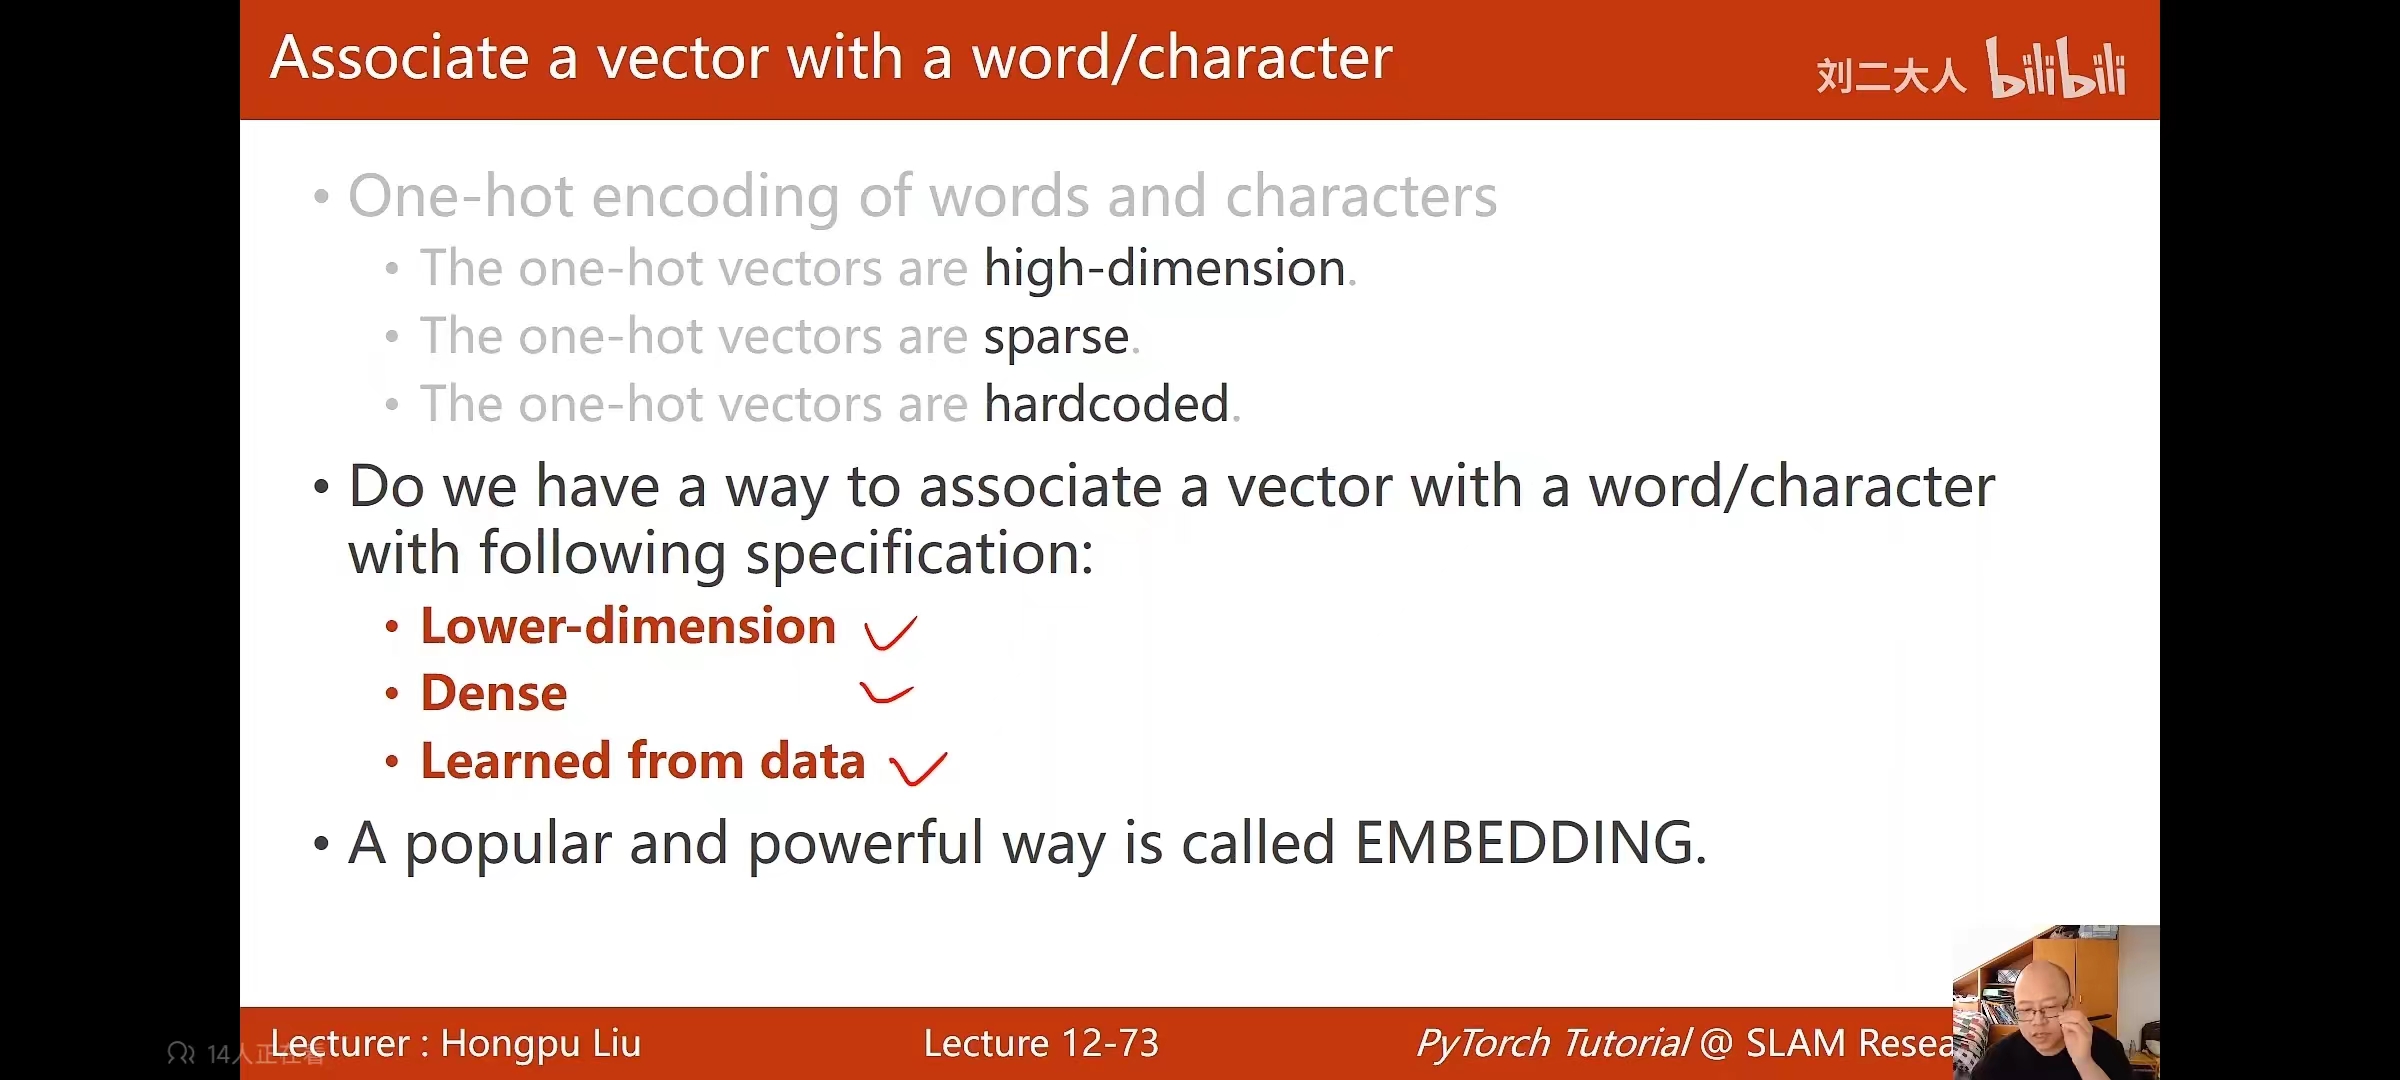 Associate a vector with a word/character
刘二大人 bilibili
• One-hot encoding of words and characters
• The one-hot vectors are high-dimension.
• The one-hot vectors are sparse.
• The one-hot vectors are hardcoded.
• Do we have a way to associate a vector with a word/character
with following specification:
• Lower-dimension
• Dense
• Learned from data
• A popular and powerful way is called EMBEDDING.
Lecturer : Hongpu Liu
Lecture 12-73
PyTorch Tutorial @ SLAM Resea
14人正在看